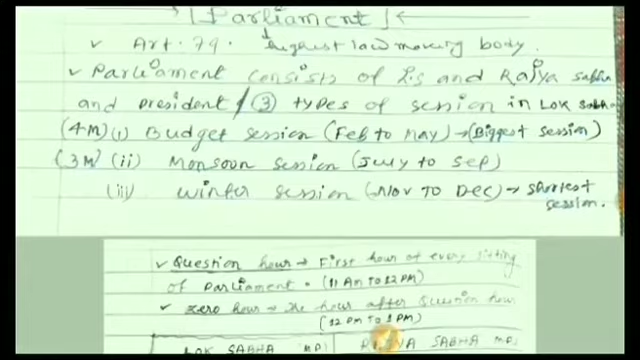 [Parliament]
✓ Art. 79. highest law moving body.
✓ Parliament consists of L.S and Rajya sabha
and president / (3) types of session in LOK Sabha
(4M) (i) Budget session (Feb to May) → (Biggest session)
(3M) (ii) Monsoon session (July to Sep)
(iii) winter session (Nov TO Dec) → shortest
session.
✓ Question hour → First hour of every sitting
of Parliament. (11 Am TO 12 PM)
✓ Zero hour → The hour after Question hour
(12 PM TO 1 PM)
LOK SABHA MP)
SABHA MP)